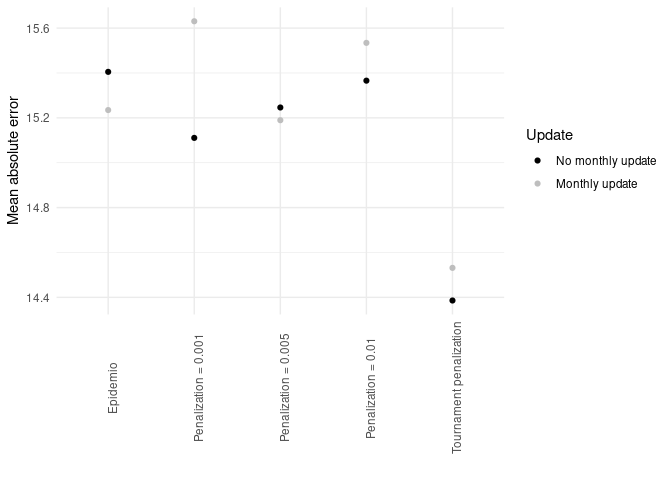 15.6
15.2
14.8
14.4
Mean absolute error
Epidemio
Penalization = 0.001
Penalization = 0.005
Penalization = 0.01
Tournament penalization
Update
No monthly update
Monthly update